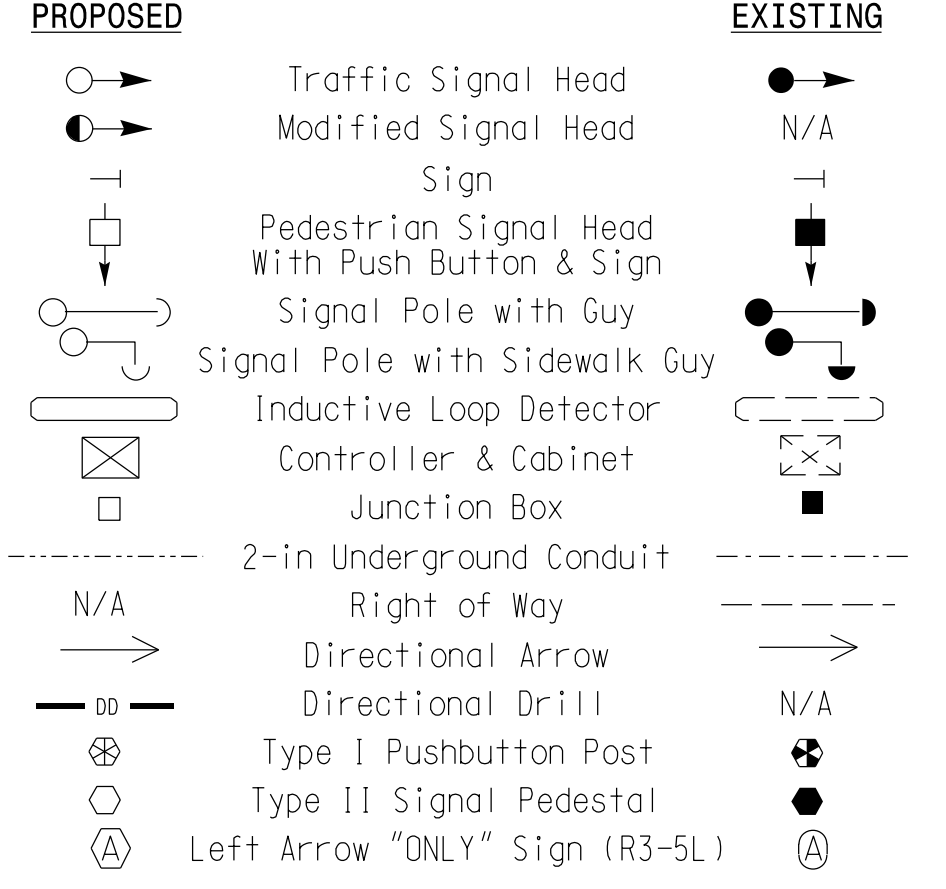 PROPOSED EXISTING
Traffic Signal Head
Modified Signal Head N/A
Sign
Pedestrian Signal Head
With Push Button & Sign
Signal Pole with Guy
Signal Pole with Sidewalk Guy
Inductive Loop Detector
Controller & Cabinet
Junction Box
2-in Underground Conduit
N/A Right of Way
Directional Arrow
DD Directional Drill N/A
Type I Pushbutton Post
Type II Signal Pedestal
A Left Arrow "ONLY" Sign (R3-5L) A